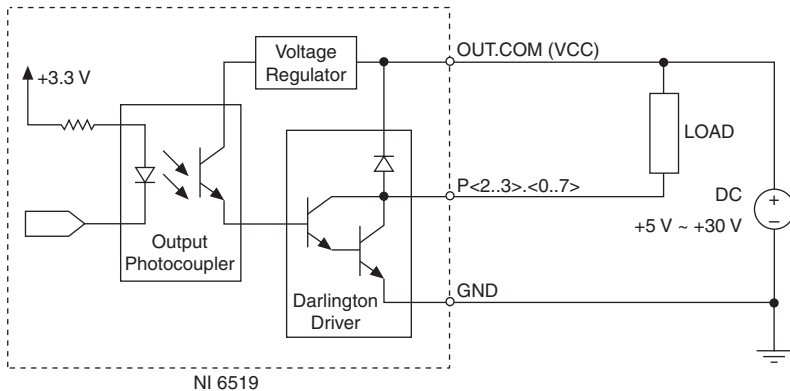 Voltage
Regulator
OUT.COM (VCC)
+3.3 V
LOAD
P<2..3>.<0..7>
DC
+
–
+5 V ~ +30 V
Output
Photocoupler
GND
Darlington
Driver
NI 6519